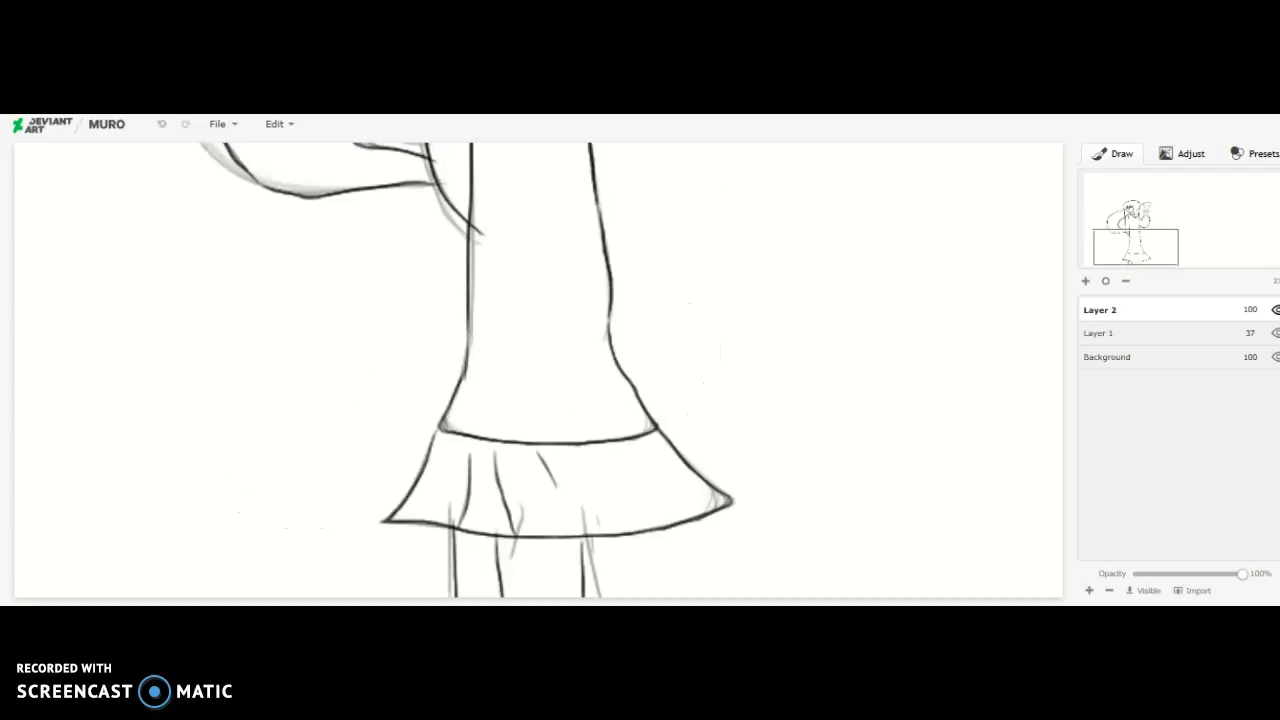 DEVIANT ART / MURO File Edit
Draw Adjust Presets
Layer 2 100
Layer 1 37
Background 100
Opacity 100%
Visible Import
RECORDED WITH
SCREENCAST MATIC